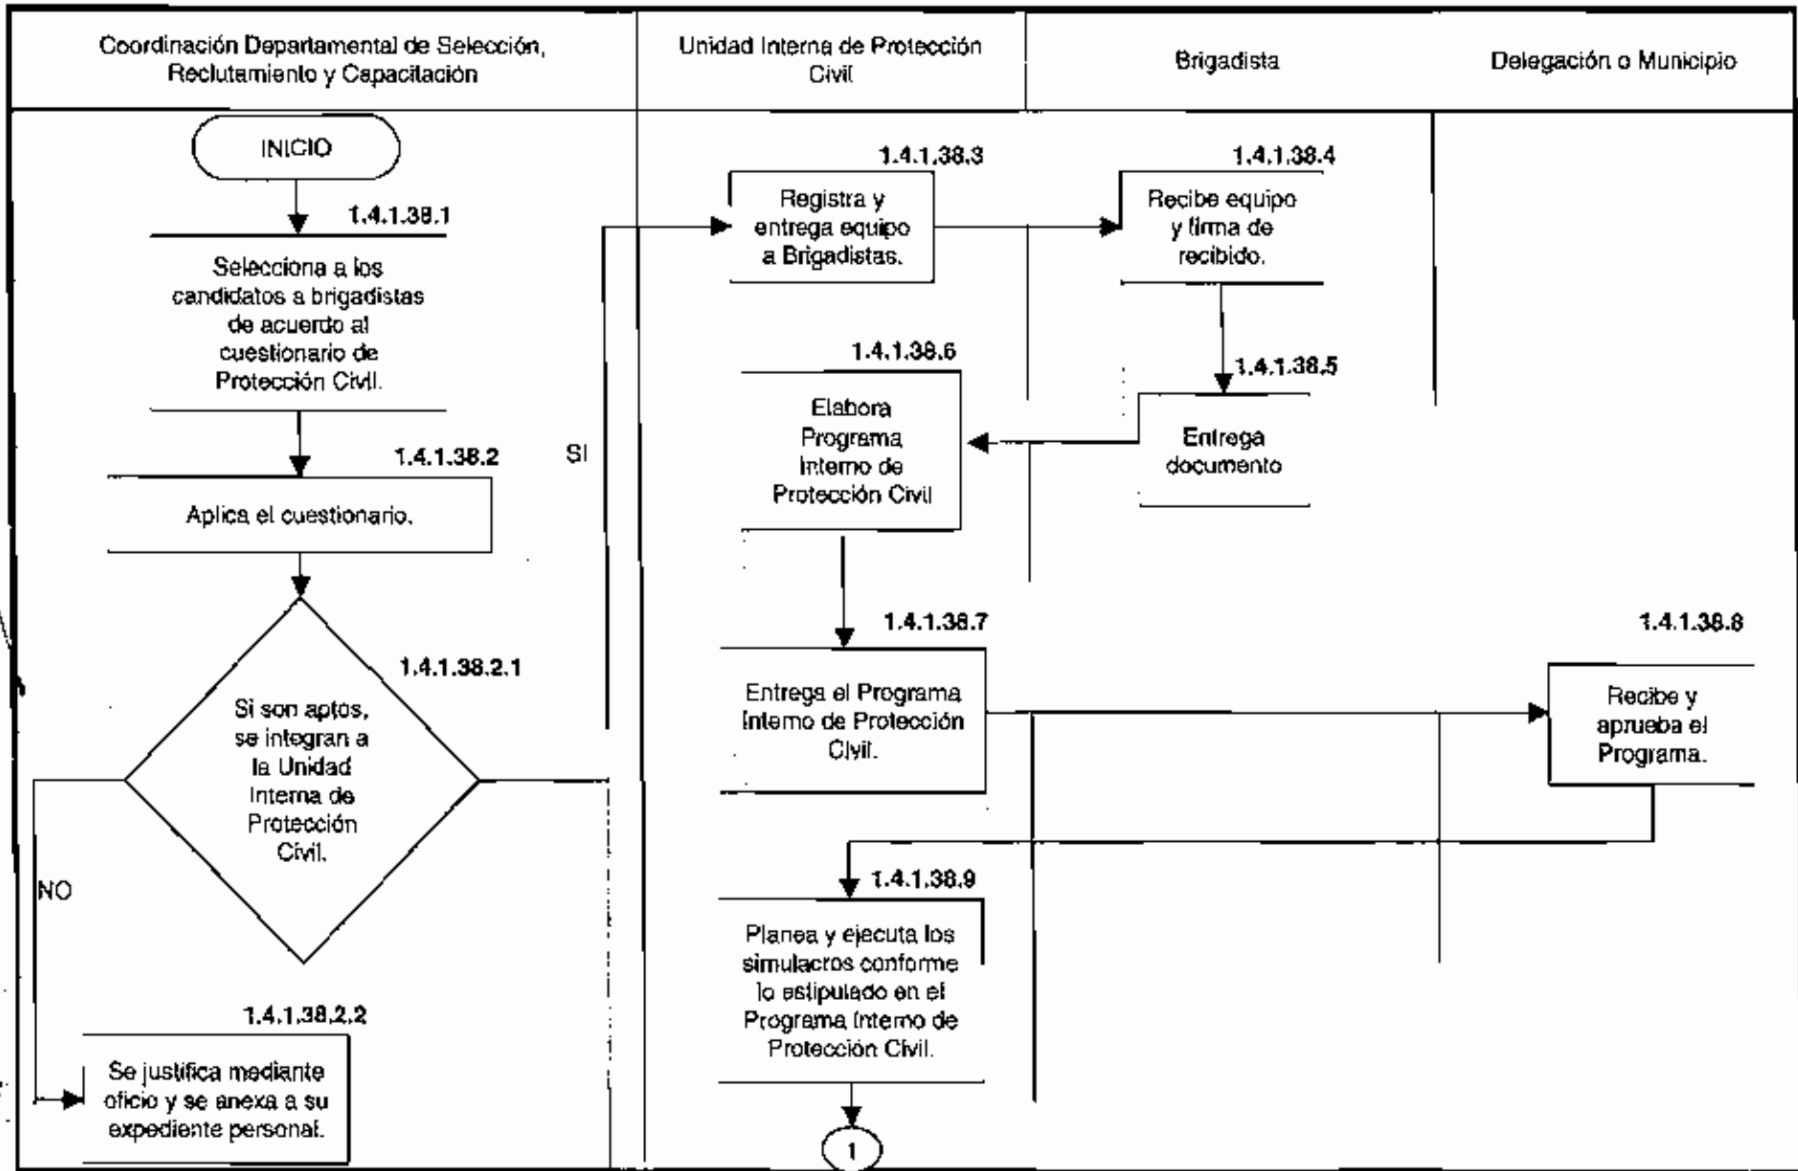 Coordinación Departamental de Selección,
Reclutamiento y Capacitación
Unidad Interna de Protección
Civil
Brigadista
Delegación o Municipio
INICIO
1.4.1.38.1
Selecciona a los
candidatos a brigadistas
de acuerdo al
cuestionario de
Protección Civil.
1.4.1.38.2
Aplica el cuestionario.
1.4.1.38.2.1
Si son aptos,
se integran a
la Unidad
Interna de
Protección
Civil.
SI
NO
1.4.1.38.2.2
Se justifica mediante
oficio y se anexa a su
expediente personal.
1.4.1.38.3
Registra y
entrega equipo
a Brigadistas.
1.4.1.38.4
Recibe equipo
y firma de
recibido.
1.4.1.38.5
Entrega
documento
1.4.1.38.6
Elabora
Programa
Interno de
Protección Civil
1.4.1.38.7
Entrega el Programa
Interno de Protección
Civil.
1.4.1.38.8
Recibe y
aprueba el
Programa.
1.4.1.38.9
Planea y ejecuta los
simulacros conforme
lo estipulado en el
Programa Interno de
Protección Civil.
1